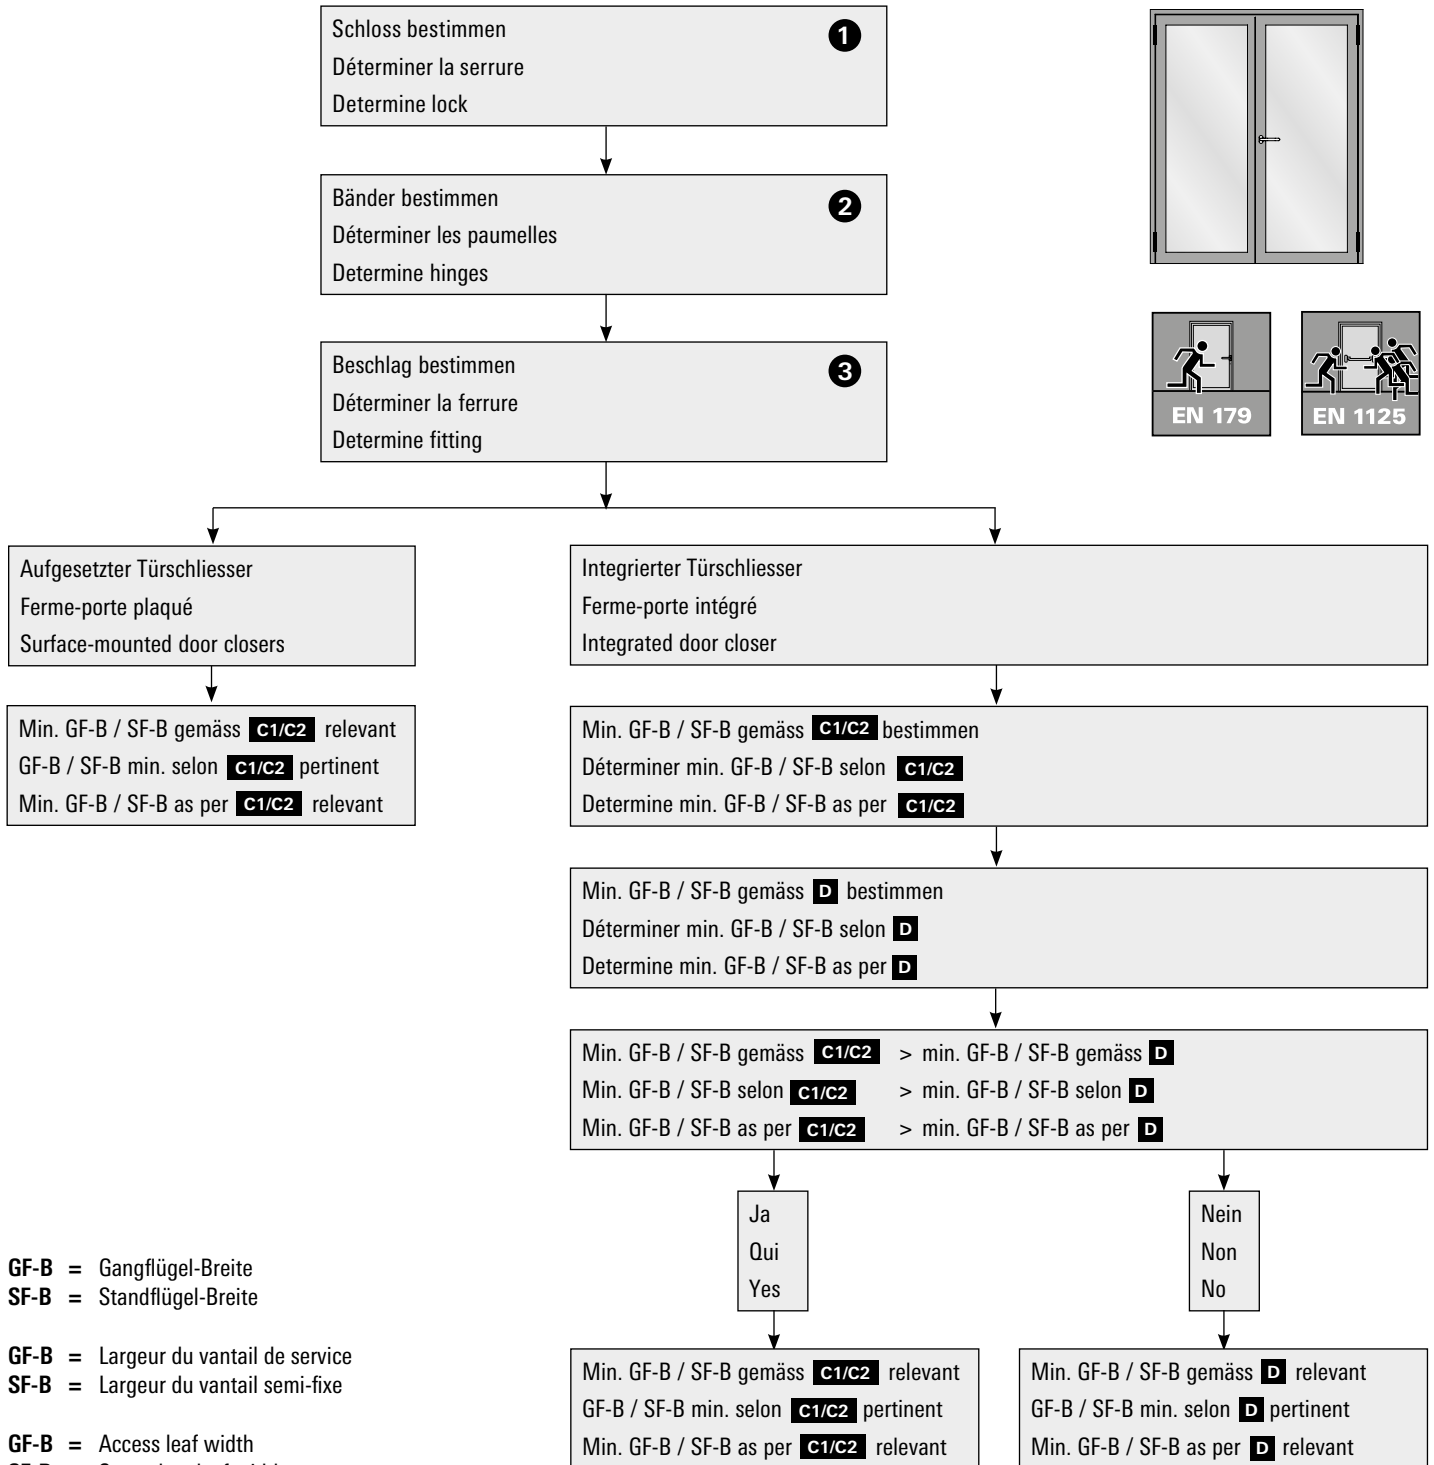 Schloss bestimmen 1
Déterminer la serrure
Determine lock
Bänder bestimmen 2
Déterminer les paumelles
Determine hinges
Beschlag bestimmen 3
Déterminer la ferrure
Determine fitting
EN 179
EN 1125
Aufgesetzter Türschliesser
Ferme-porte plaqué
Surface-mounted door closers
Integrierter Türschliesser
Ferme-porte intégré
Integrated door closer
Min. GF-B / SF-B gemäss C1/C2 relevant
GF-B / SF-B min. selon C1/C2 pertinent
Min. GF-B / SF-B as per C1/C2 relevant
Min. GF-B / SF-B gemäss C1/C2 bestimmen
Déterminer min. GF-B / SF-B selon C1/C2
Determine min. GF-B / SF-B as per C1/C2
Min. GF-B / SF-B gemäss D bestimmen
Déterminer min. GF-B / SF-B selon D
Determine min. GF-B / SF-B as per D
Min. GF-B / SF-B gemäss C1/C2 > min. GF-B / SF-B gemäss D
Min. GF-B / SF-B selon C1/C2 > min. GF-B / SF-B selon D
Min. GF-B / SF-B as per C1/C2 > min. GF-B / SF-B as per D
Ja
Qui
Yes
Nein
Non
No
Min. GF-B / SF-B gemäss C1/C2 relevant
GF-B / SF-B min. selon C1/C2 pertinent
Min. GF-B / SF-B as per C1/C2 relevant
Min. GF-B / SF-B gemäss D relevant
GF-B / SF-B min. selon D pertinent
Min. GF-B / SF-B as per D relevant
GF-B = Gangflügel-Breite
SF-B = Standflügel-Breite
GF-B = Largeur du vantail de service
SF-B = Largeur du vantail semi-fixe
GF-B = Access leaf width